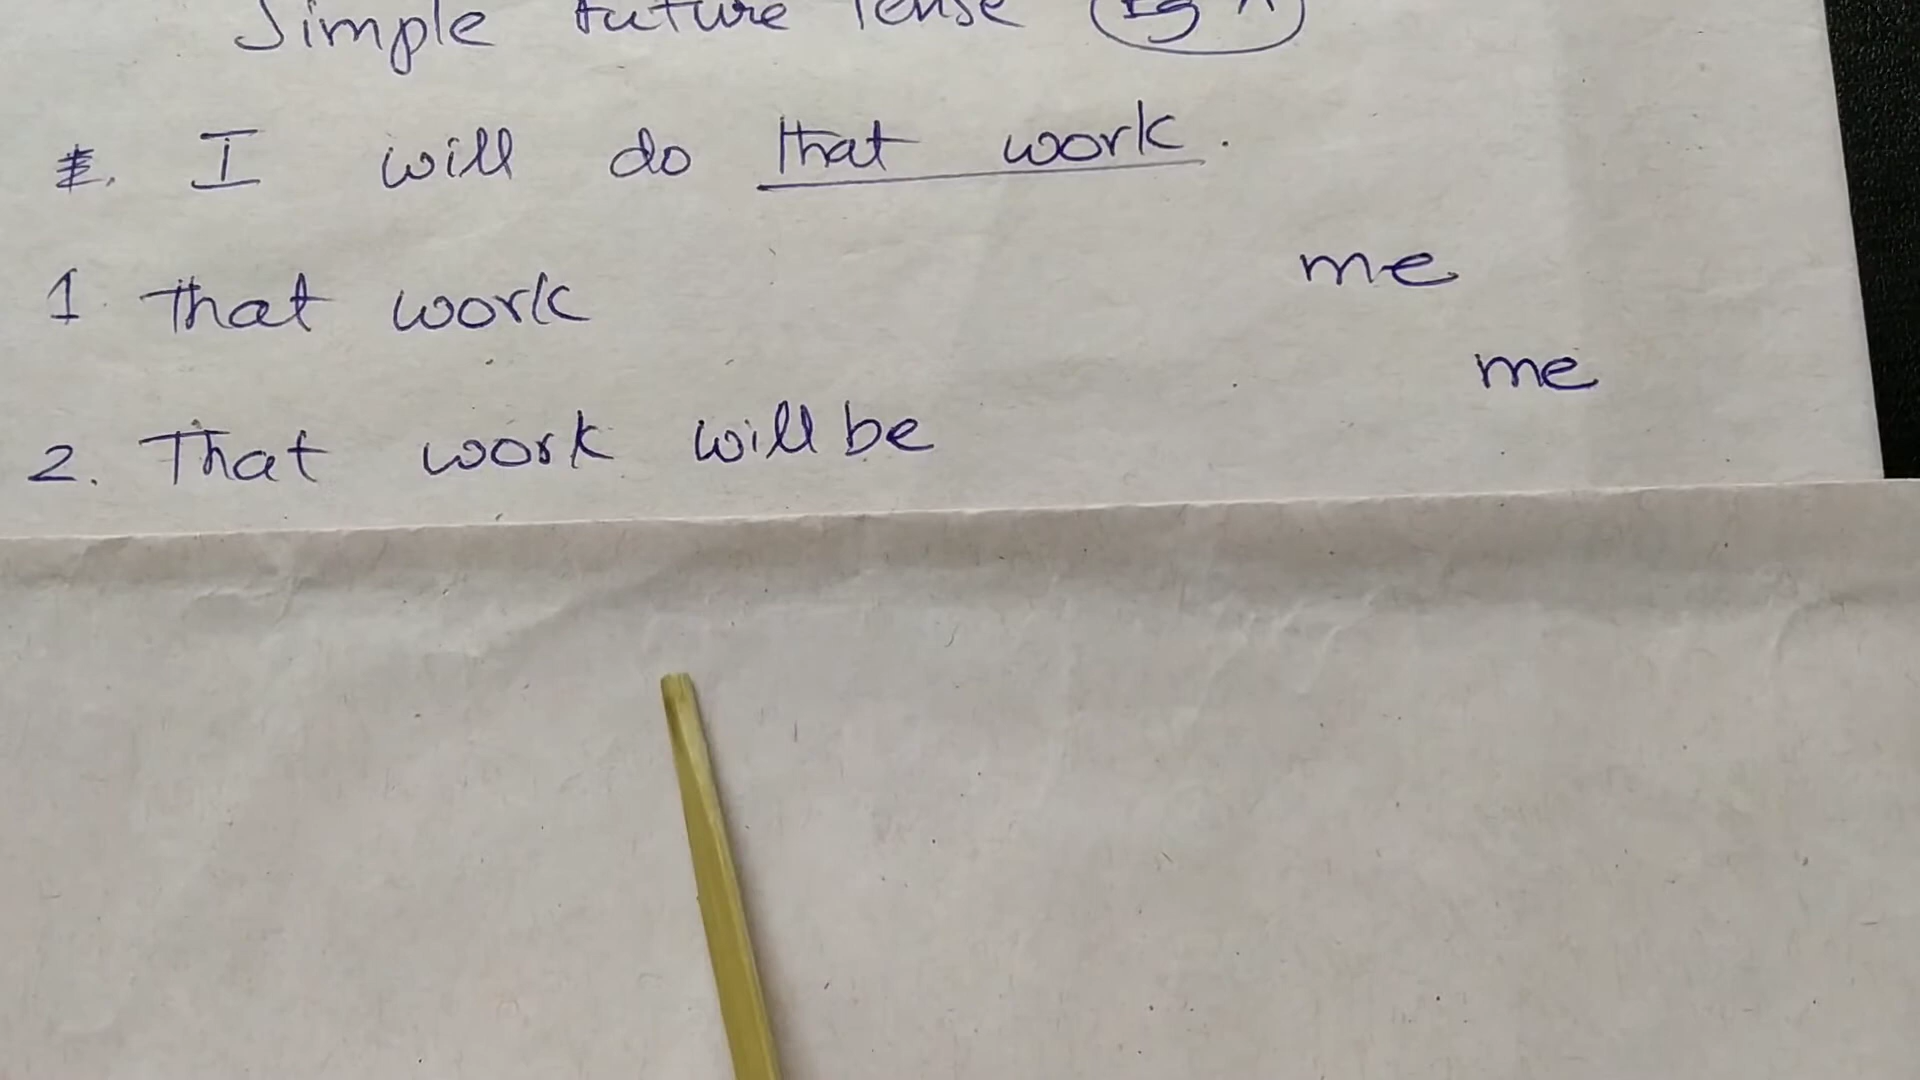 Simple future Tense
I. I will do that work.
1. That work me
me
2. That work will be